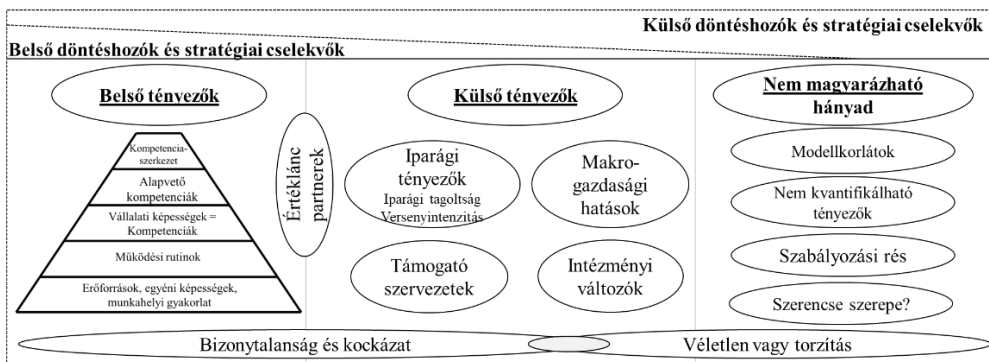 Külső döntéshozók és stratégiai cselekvők
Belső döntéshozók és stratégiai cselekvők
Belső tényezők
Kompetencia-
szerkezet
Alapvető
kompetenciák
Vállalati képességek =
Kompetenciák
Működési rutinok
Erőforrások, egyéni képességek,
munkahelyi gyakorlat
Értéklánc
partnerek
Külső tényezők
Iparági
tényezők
Iparági tagoltság
Versenyintenzitás
Makro-
gazdasági
hatások
Támogató
szervezetek
Intézményi
változók
Nem magyarázható
hányad
Modellkorlátok
Nem kvantifikálható
tényezők
Szabályozási rés
Szerencse szerepe?
Bizonytalanság és kockázat
Véletlen vagy torzítás